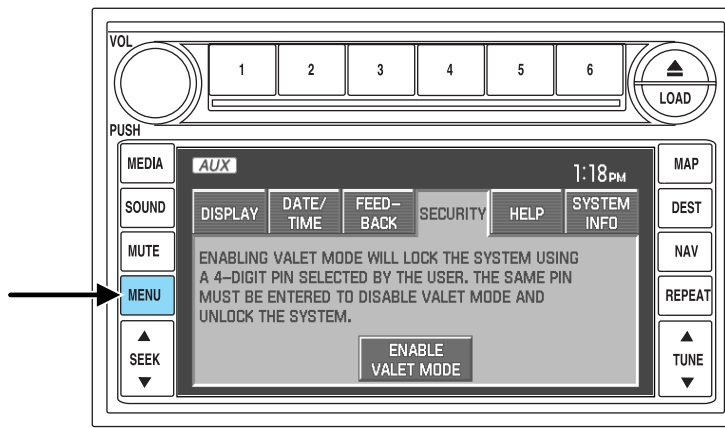 VOL
1 2 3 4 5 6
LOAD
PUSH
MEDIA
SOUND
MUTE
MENU
SEEK
AUX
1:18PM
DISPLAY
DATE/
TIME
FEED-
BACK
SECURITY
HELP
SYSTEM
INFO
ENABLING VALET MODE WILL LOCK THE SYSTEM USING
A 4-DIGIT PIN SELECTED BY THE USER. THE SAME PIN
MUST BE ENTERED TO DISABLE VALET MODE AND
UNLOCK THE SYSTEM.
ENABLE
VALET MODE
MAP
DEST
NAV
REPEAT
TUNE